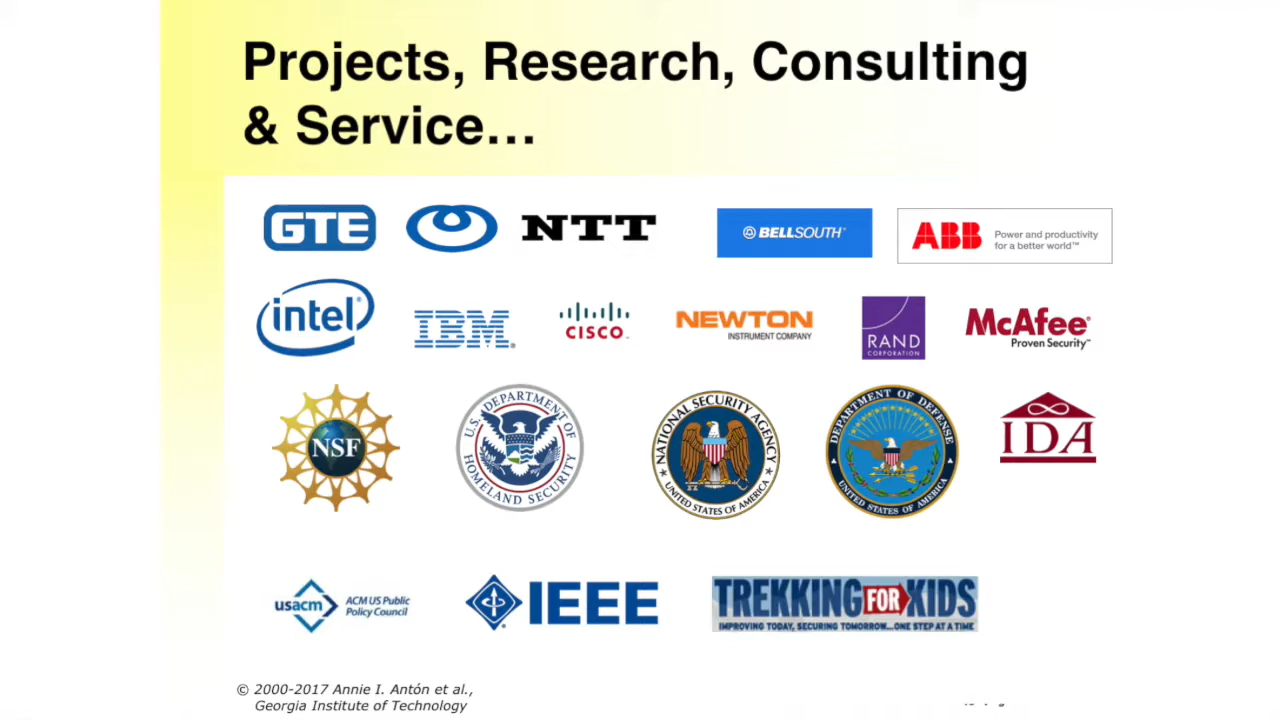 Projects, Research, Consulting
& Service…
GTE
NTT
BELLSOUTH
ABB
Power and productivity
for a better world™
intel®
IBM®
CISCO™
NEWTON
INSTRUMENT COMPANY
RAND
CORPORATION
McAfee®
Proven Security™
NSF
U.S. DEPARTMENT OF
HOMELAND SECURITY
NATIONAL SECURITY AGENCY
UNITED STATES OF AMERICA
DEPARTMENT OF DEFENSE
UNITED STATES OF AMERICA
IDA
usacm
ACM US Public
Policy Council
IEEE
TREKKING FOR KIDS
IMPROVING TODAY, SECURING TOMORROW...ONE STEP AT A TIME
© 2000-2017 Annie I. Antón et al.,
Georgia Institute of Technology